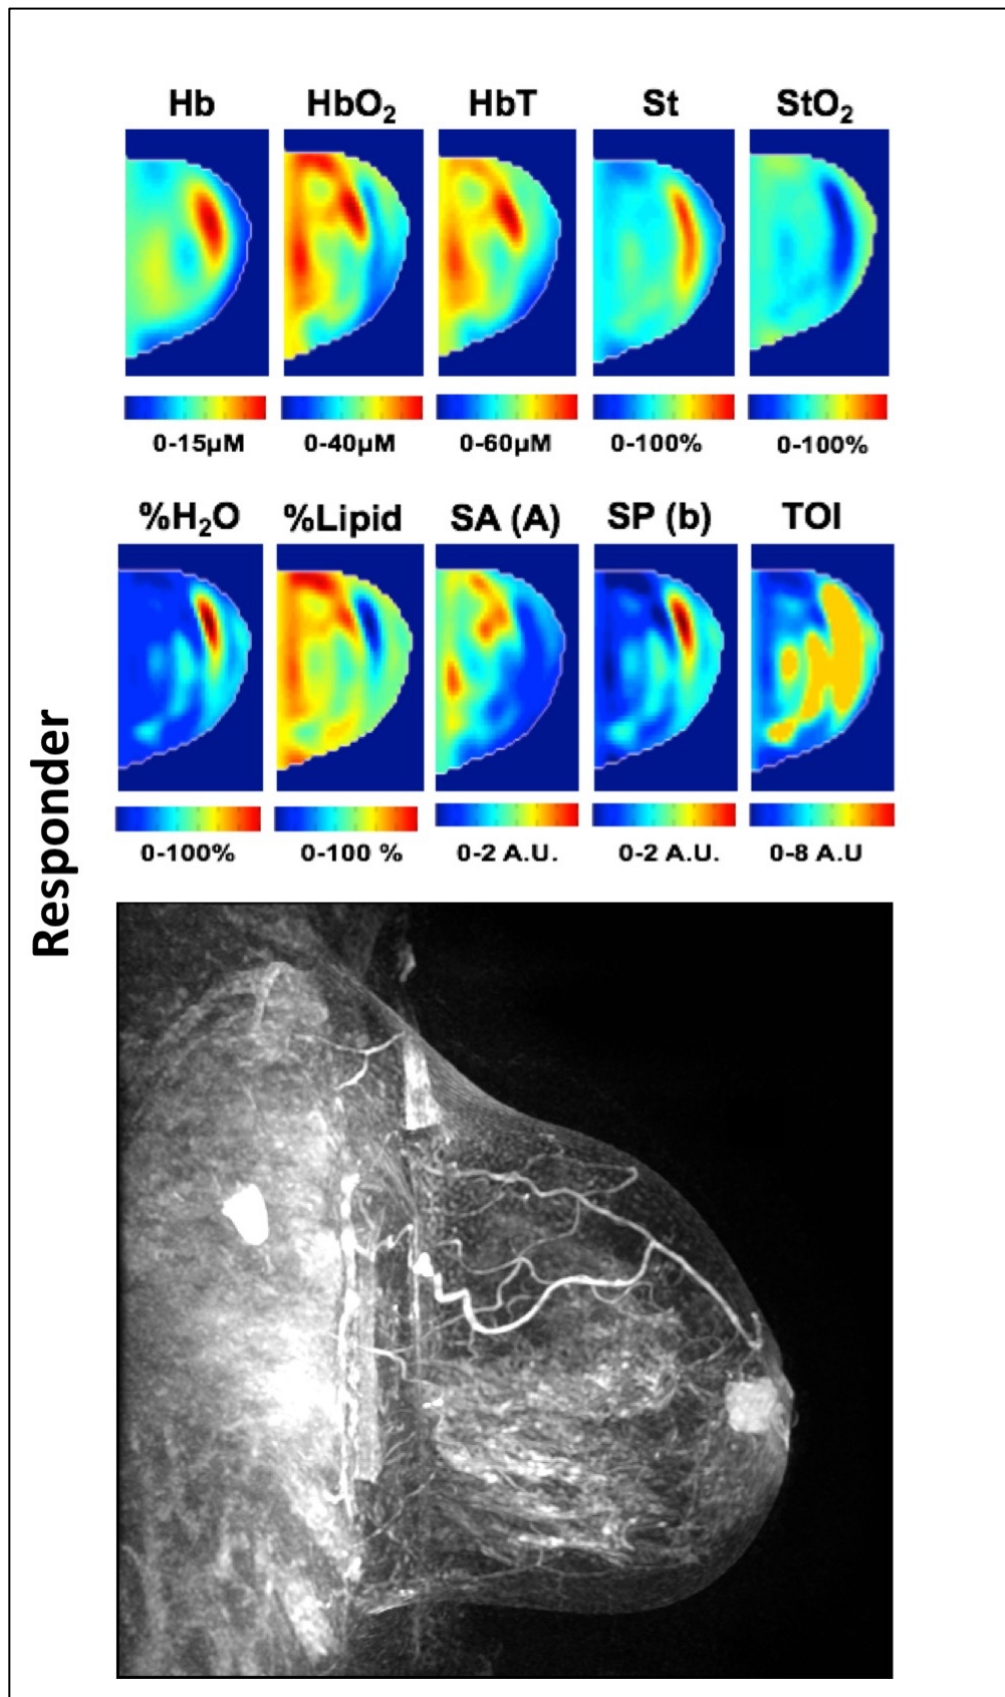 Hb HbO₂ HbT St StO₂
0-15µM 0-40µM 0-60µM 0-100% 0-100%
%H₂O %Lipid SA (A) SP (b) TOI
0-100% 0-100 % 0-2 A.U. 0-2 A.U. 0-8 A.U
Responder